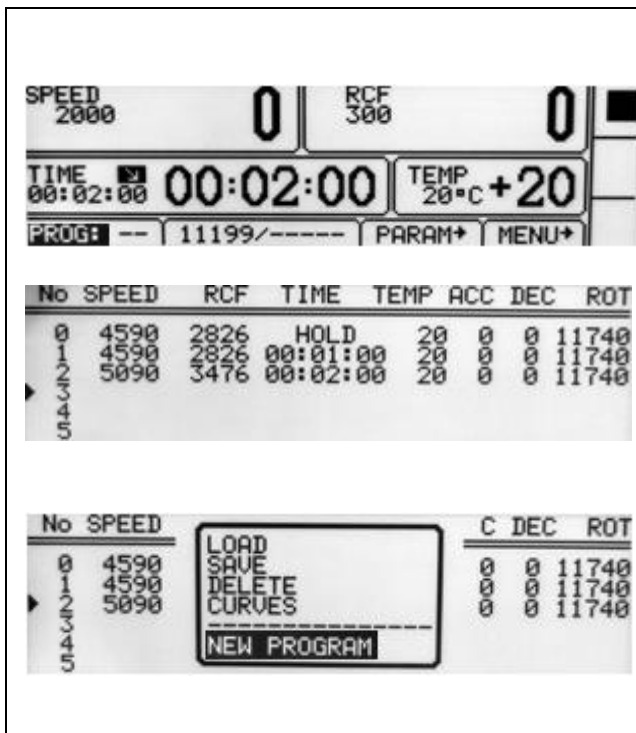 SPEED 2000 0 RCF 300 0
TIME 00:02:00 00:02:00 TEMP 20°C +20
PROG: -- 11199/----- PARAM→ MENU→
No SPEED RCF TIME TEMP ACC DEC ROT
0 4590 2826 HOLD 20 0 0 11740
1 4590 2826 00:01:00 20 0 0 11740
2 5090 3476 00:02:00 20 0 0 11740
3
4
5
No SPEED C DEC ROT
LOAD
0 4590 SAVE 0 0 11740
1 4590 DELETE 0 0 11740
2 5090 CURVES 0 0 11740
3
4 NEW PROGRAM
5